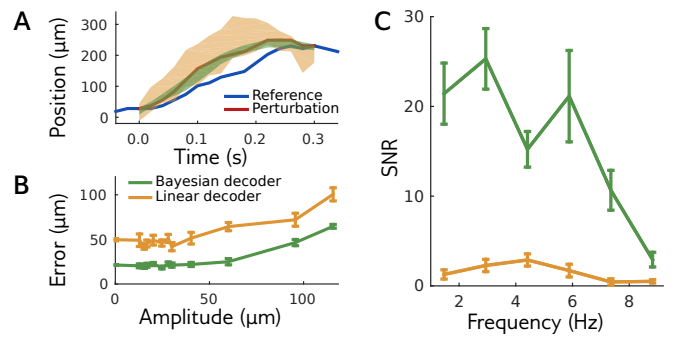 A
Position (µm)
300
200
100
0
0.0
0.1
0.2
0.3
Time (s)
Reference
Perturbation
B
Error (µm)
100
50
0
0
50
100
Amplitude (µm)
Bayesian decoder
Linear decoder
C
SNR
30
20
10
0
2
4
6
8
Frequency (Hz)